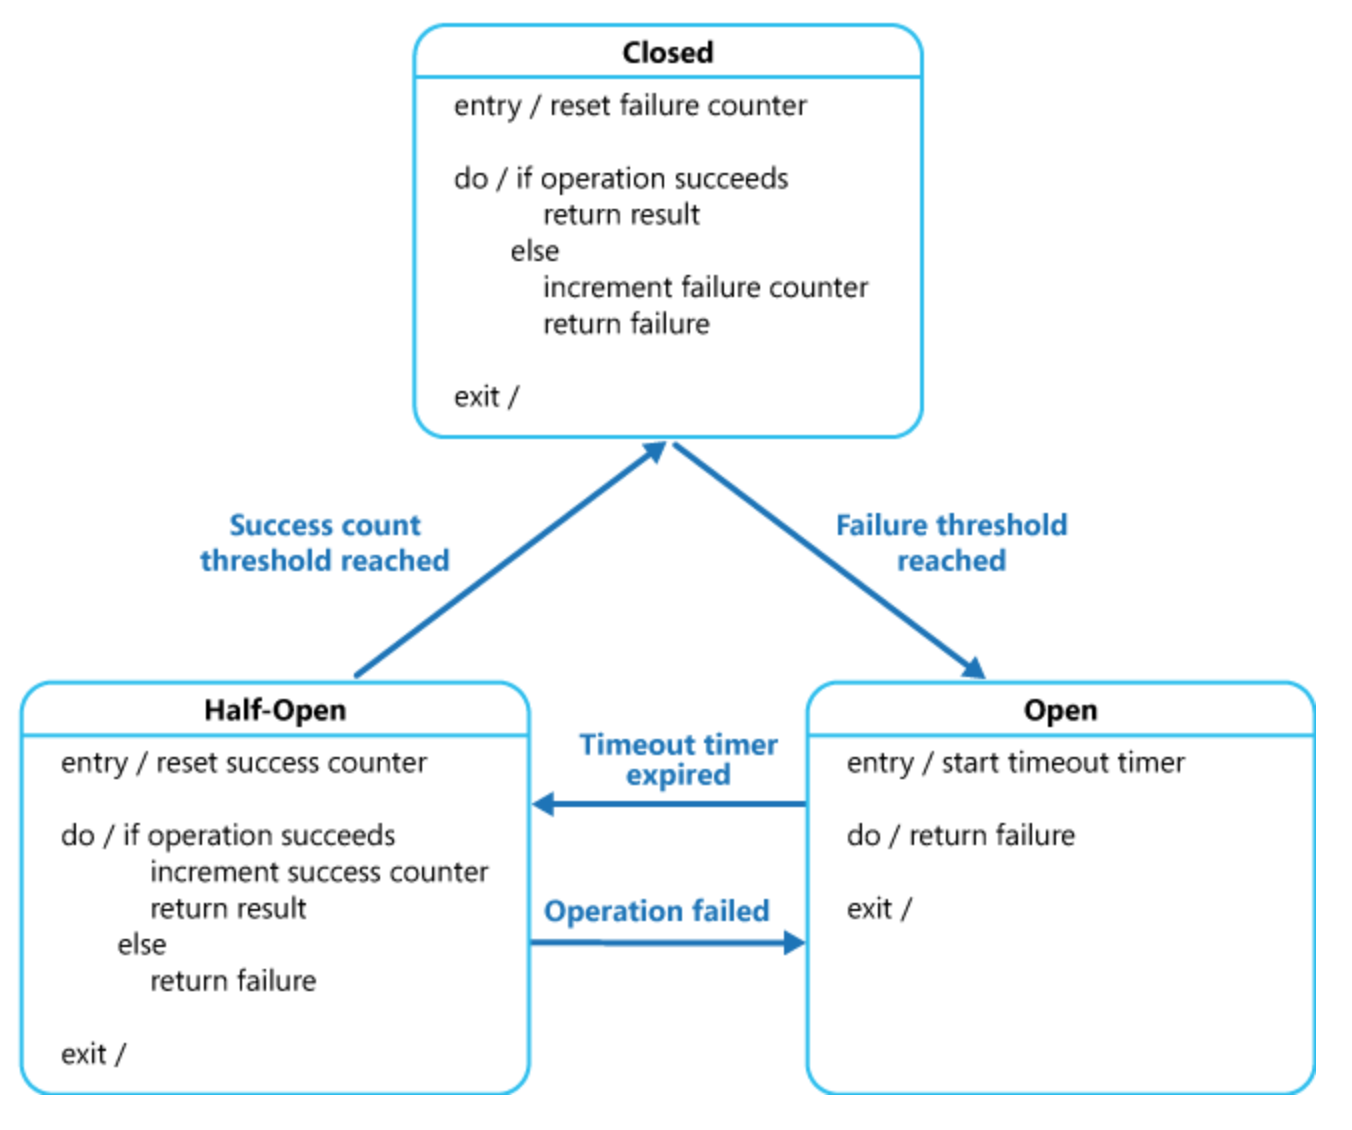 Closed
entry / reset failure counter
do / if operation succeeds
return result
else
increment failure counter
return failure
exit /
Success count
threshold reached
Failure threshold
reached
Half-Open
entry / reset success counter
do / if operation succeeds
increment success counter
return result
else
return failure
exit /
Timeout timer
expired
Operation failed
Open
entry / start timeout timer
do / return failure
exit /